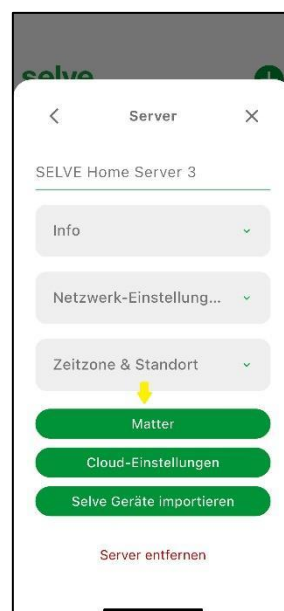 selve
Server
SELVE Home Server 3
Info
Netzwerk-Einstellung...
Zeitzone & Standort
Matter
Cloud-Einstellungen
Selve Geräte importieren
Server entfernen